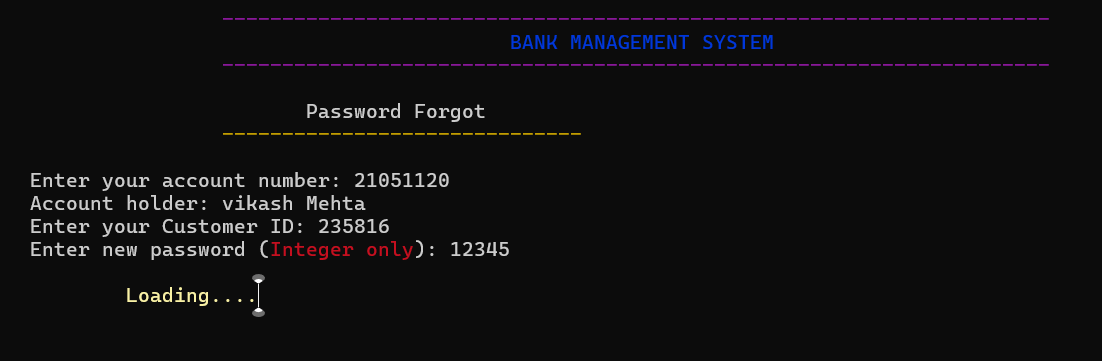 BANK MANAGEMENT SYSTEM
Password Forgot
Enter your account number: 21051120
Account holder: vikash Mehta
Enter your Customer ID: 235816
Enter new password (Integer only): 12345
Loading....